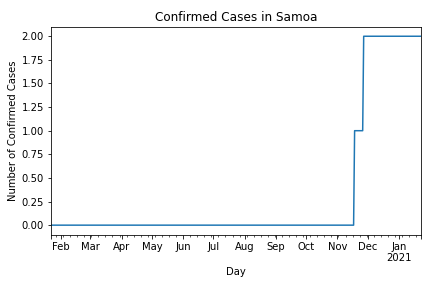 Confirmed Cases in Samoa
Number of Confirmed Cases
2.00
1.75
1.50
1.25
1.00
0.75
0.50
0.25
0.00
Feb Mar Apr May Jun Jul Aug Sep Oct Nov Dec Jan
2021
Day